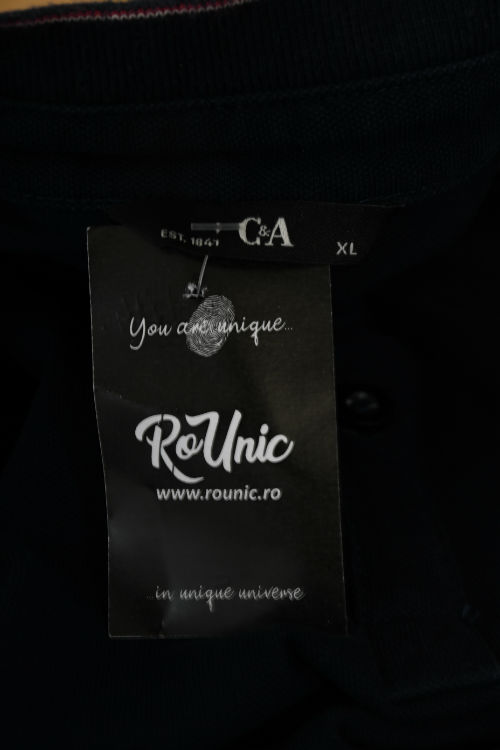 EST. 1841 C&A
XL
You are unique...
RoUnic
www.rounic.ro
...in unique universe